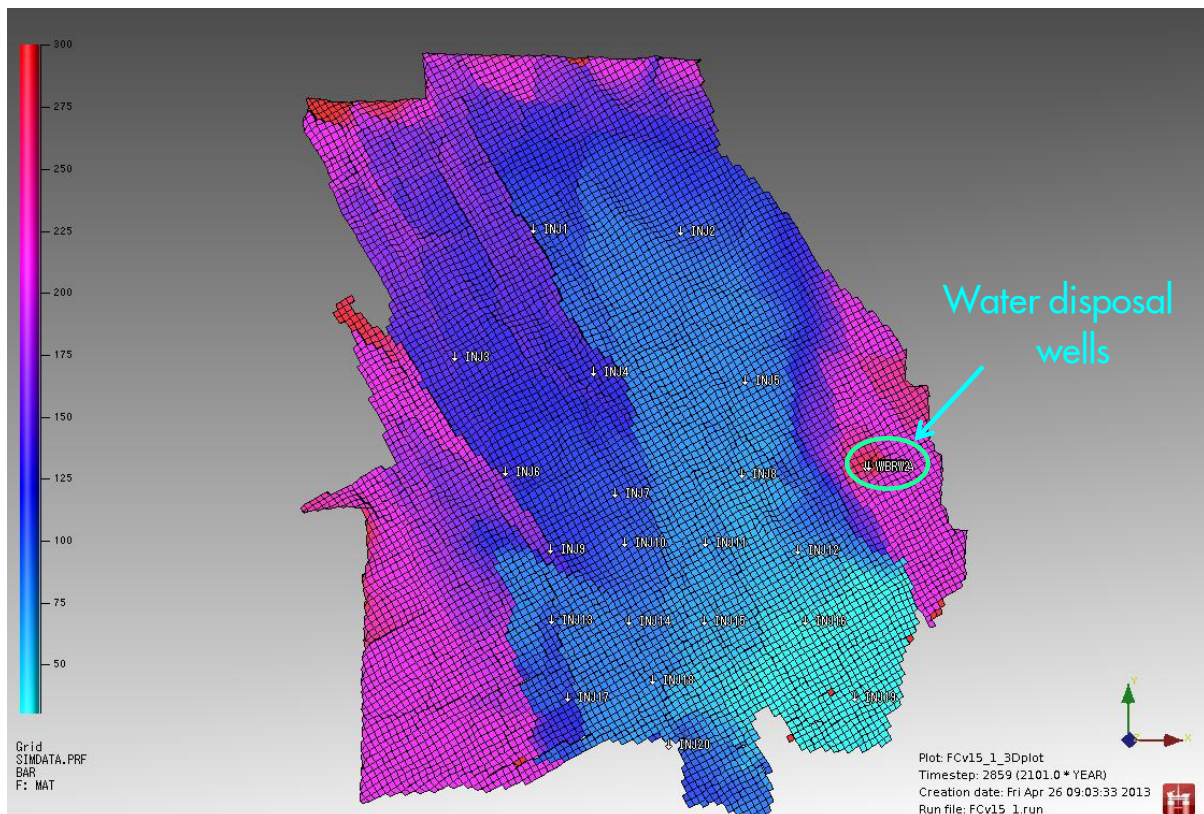 300
275
250
225
200
175
150
125
100
75
50
INJ1
INJ2
Water disposal
wells
INJ3
INJ4
INJ5
INJ6
INJ7
INJ8
INJ9
INJ10
INJ11
INJ12
INJ13
INJ14
INJ15
INJ16
INJ17
INJ18
INJ19
INJ20
Y
X
Grid
SIMDATA.PRF
BAR
F: MAT
Plot: FCv15_1_3Dplot
Timestep: 2859 (2101.0 * YEAR)
Creation date: Fri Apr 26 09:03:33 2013
Run file: FCv15_1.run